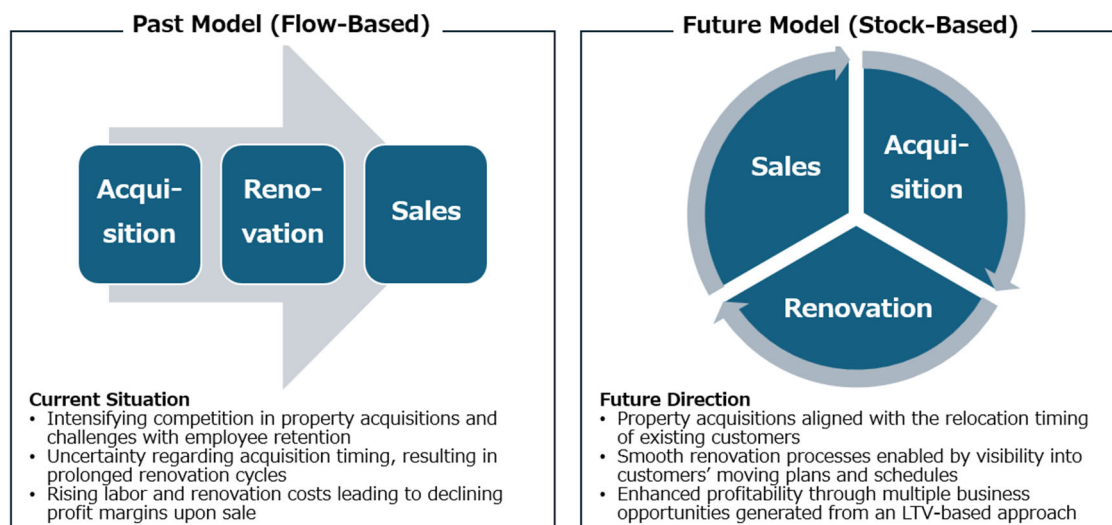 Past Model (Flow-Based)
Acqui-
sition
Reno-
vation
Sales
Current Situation
• Intensifying competition in property acquisitions and
challenges with employee retention
• Uncertainty regarding acquisition timing, resulting in
prolonged renovation cycles
• Rising labor and renovation costs leading to declining
profit margins upon sale
Future Model (Stock-Based)
Sales
Acqui-
sition
Renovation
Future Direction
• Property acquisitions aligned with the relocation timing
of existing customers
• Smooth renovation processes enabled by visibility into
customers’ moving plans and schedules
• Enhanced profitability through multiple business
opportunities generated from an LTV-based approach